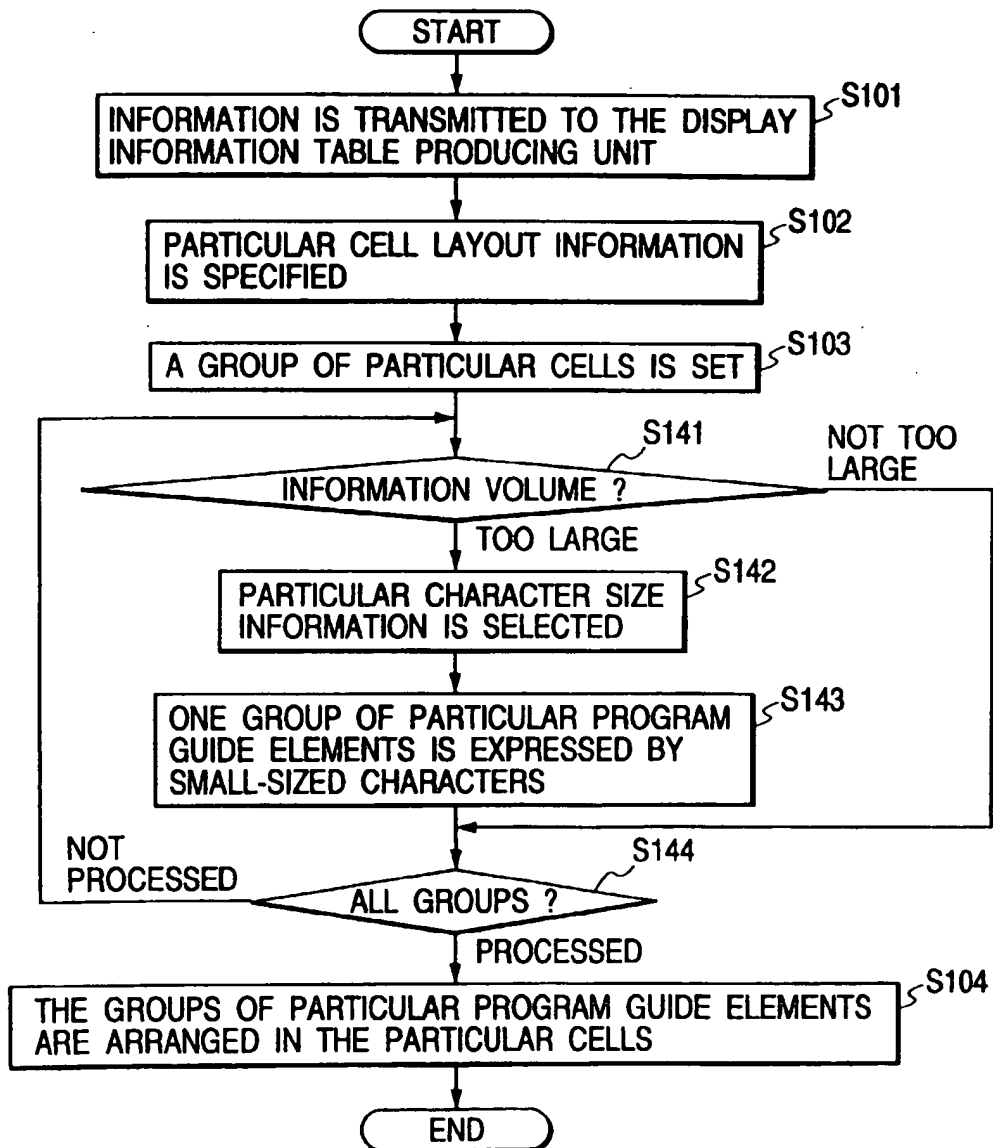 START
S101
INFORMATION IS TRANSMITTED TO THE DISPLAY
INFORMATION TABLE PRODUCING UNIT
S102
PARTICULAR CELL LAYOUT INFORMATION
IS SPECIFIED
S103
A GROUP OF PARTICULAR CELLS IS SET
S141
NOT TOO
LARGE
INFORMATION VOLUME ?
TOO LARGE
S142
PARTICULAR CHARACTER SIZE
INFORMATION IS SELECTED
S143
ONE GROUP OF PARTICULAR PROGRAM
GUIDE ELEMENTS IS EXPRESSED BY
SMALL-SIZED CHARACTERS
NOT
PROCESSED
S144
ALL GROUPS ?
PROCESSED
S104
THE GROUPS OF PARTICULAR PROGRAM GUIDE ELEMENTS
ARE ARRANGED IN THE PARTICULAR CELLS
END